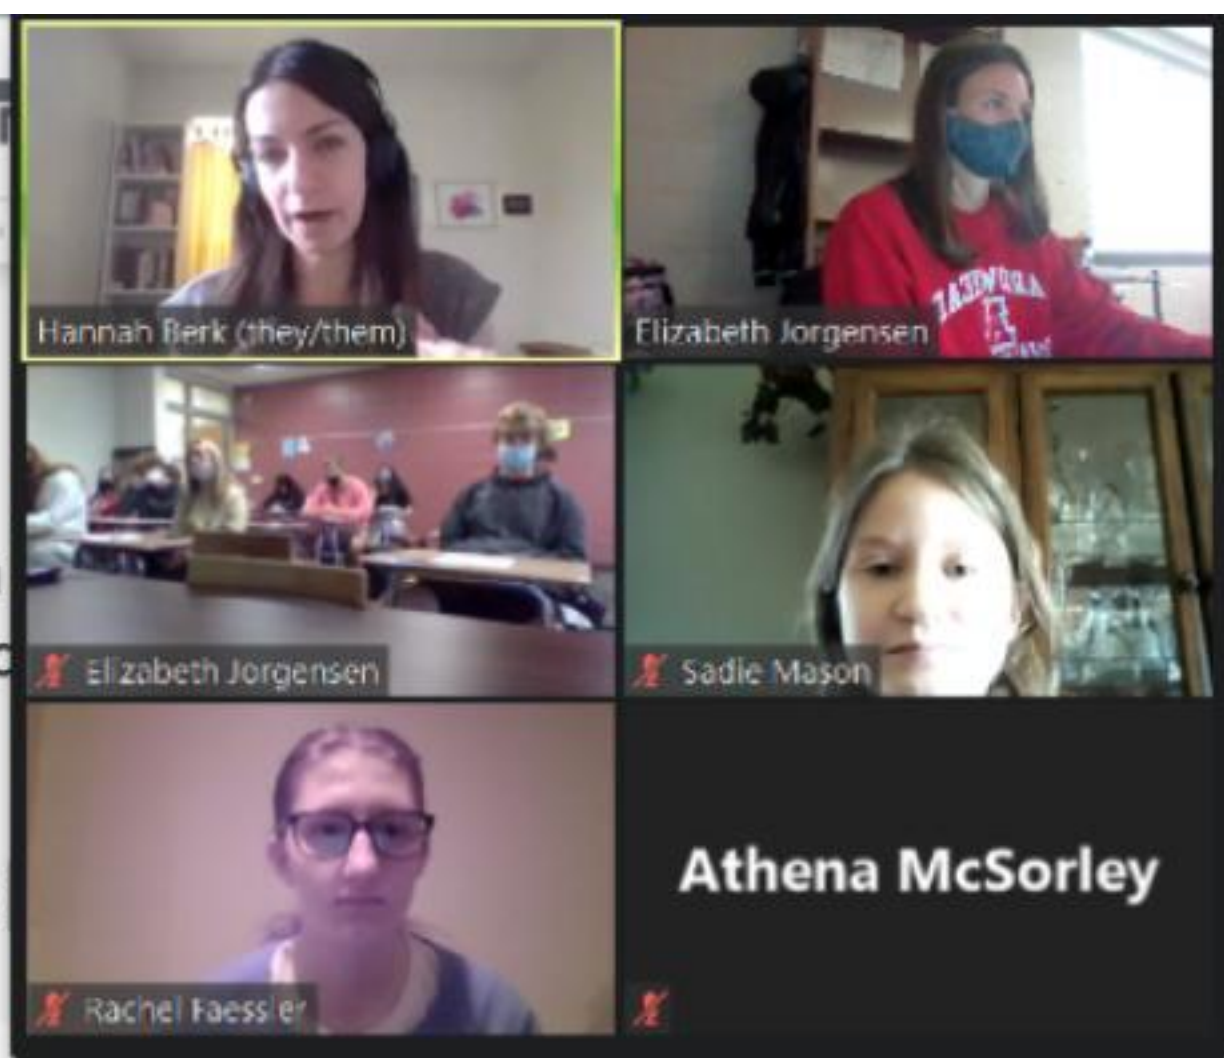 Hannah Berk (they/them)
Elizabeth Jorgensen
Elizabeth Jorgensen
Sadie Mason
Rachel Faessler
Athena McSorley